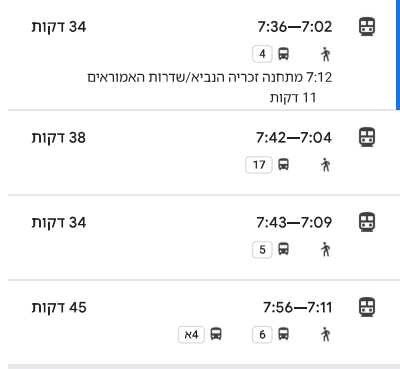 7:36—7:02 34 דקות
4
7:12 מתחנה זכריה הנביא/שדרות האמוראים
11 דקות
7:42—7:04 38 דקות
17
7:43—7:09 34 דקות
5
7:56—7:11 45 דקות
6 4א